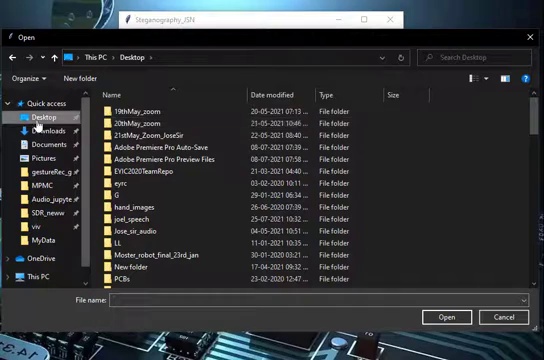 Steganography_JSN
Open
This PC > Desktop >
Search Desktop
Organize
New folder
Name
Date modified
Type
Size
Quick access
Desktop
Downloads
Documents
Pictures
gestureRec_g
MPMC
Audio_jupyte
SDR_neww
viv
MyData
OneDrive
This PC
19thMay_zoom 20-05-2021 07:13 ... File folder
20thMay_zoom 21-05-2021 10:46 ... File folder
21stMay_Zoom_JoseSir 22-05-2021 08:40 ... File folder
Adobe Premiere Pro Auto-Save 08-07-2021 07:39 ... File folder
Adobe Premiere Pro Preview Files 08-07-2021 07:58 ... File folder
EYIC2020TeamRepo 21-03-2021 04:40 ... File folder
eyrc 03-02-2020 10:11 ... File folder
G 29-01-2021 06:34 ... File folder
hand_images 26-06-2020 07:39 ... File folder
joel_speech 25-07-2021 10:32 ... File folder
Jose_sir_audio 04-05-2021 10:51 ... File folder
LL 11-01-2021 10:35 ... File folder
Moster_robot_final_23rd_jan 30-01-2020 03:21 ... File folder
New folder 17-04-2021 09:32 ... File folder
PCBs 23-02-2020 12:47 ... File folder
File name:
Open
Cancel